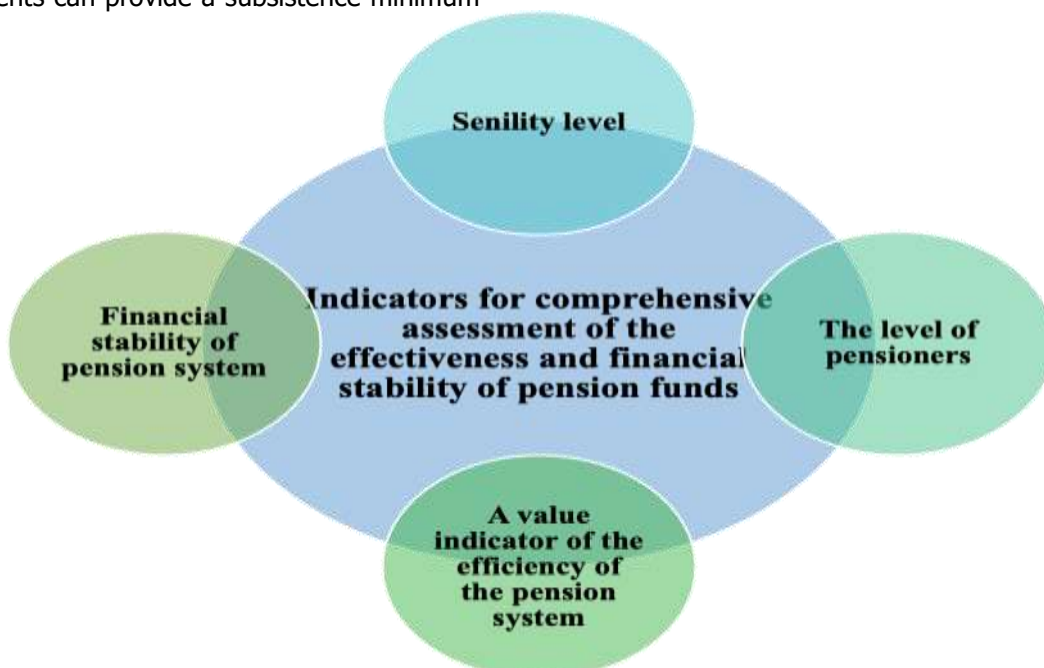 ents can provide a subsistence minimum
Senility level
Financial
stability of
pension system
Indicators for comprehensive
assessment of the
effectiveness and financial
stability of pension funds
The level of
pensioners
A value
indicator of the
efficiency of
the pension
system